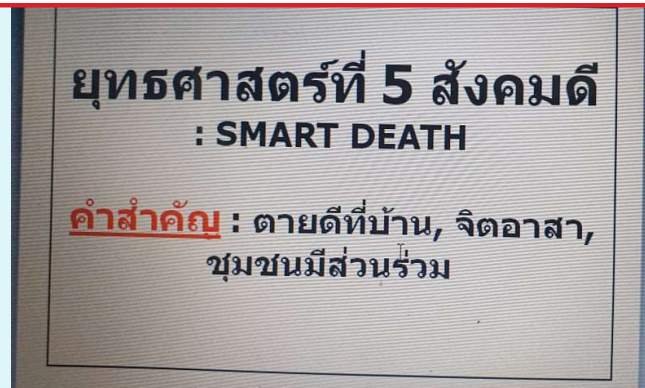 ยุทธศาสตร์ที่ 5 สังคมดี
: SMART DEATH
คำสำคัญ : ตายดีที่บ้าน, จิตอาสา,
ชุมชนมีส่วนร่วม